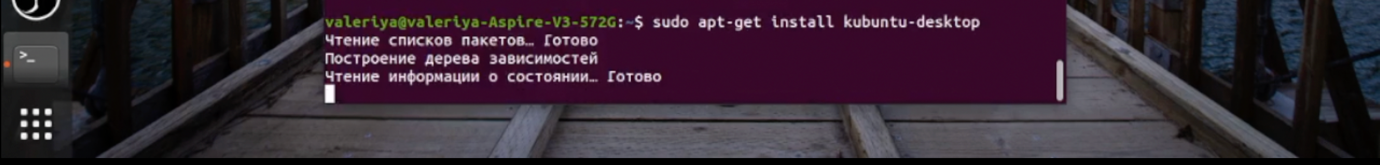 valeriya@valeriya-Aspire-V3-572G:~$ sudo apt-get install kubuntu-desktop
Чтение списков пакетов… Готово
Построение дерева зависимостей
Чтение информации о состоянии… Готово
>_